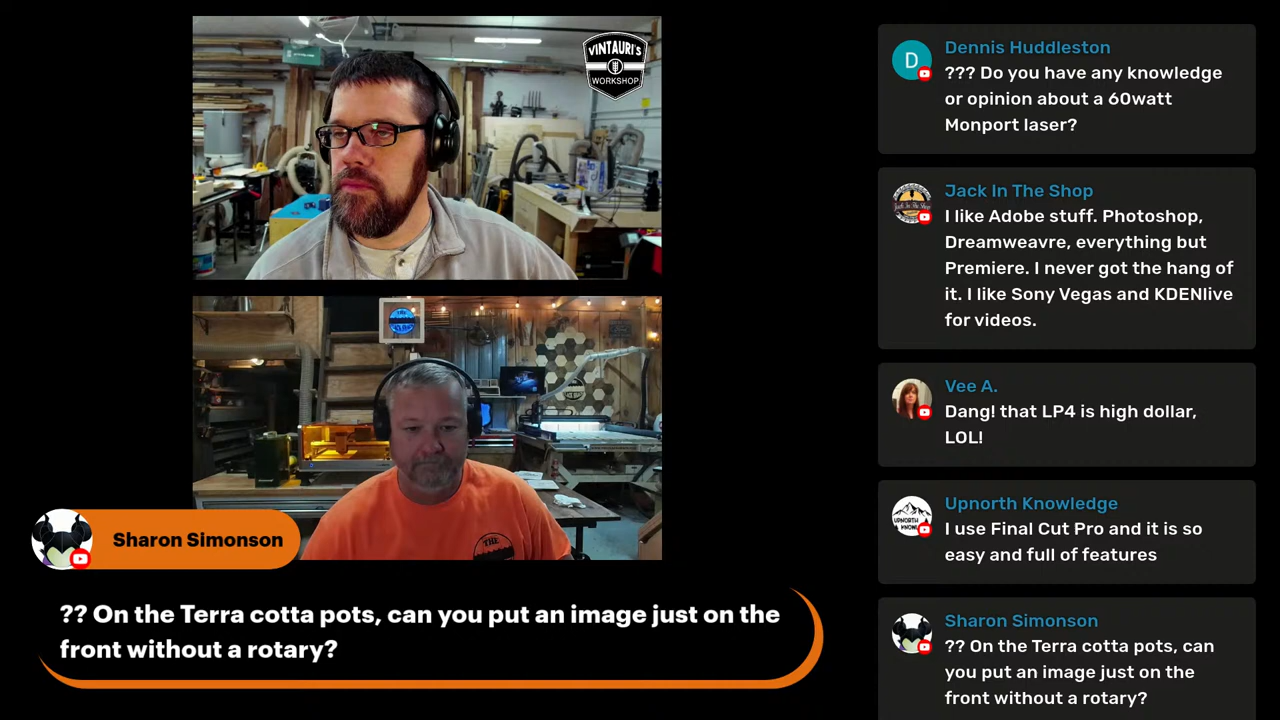 VINTAURI'S
WORKSHOP
THE
THE
Sharon Simonson
?? On the Terra cotta pots, can you put an image just on the
front without a rotary?
D
Dennis Huddleston
??? Do you have any knowledge
or opinion about a 60watt
Monport laser?
Jack In The Shop
I like Adobe stuff. Photoshop,
Dreamweavre, everything but
Premiere. I never got the hang of
it. I like Sony Vegas and KDENlive
for videos.
Vee A.
Dang! that LP4 is high dollar,
LOL!
UPNORTH
Upnorth Knowledge
I use Final Cut Pro and it is so
easy and full of features
Sharon Simonson
?? On the Terra cotta pots, can
you put an image just on the
front without a rotary?